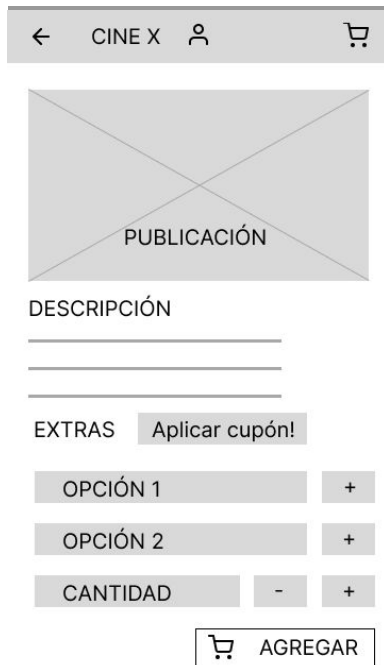 CINE X
PUBLICACIÓN
DESCRIPCIÓN
EXTRAS Aplicar cupón!
OPCIÓN 1 +
OPCIÓN 2 +
CANTIDAD - +
AGREGAR